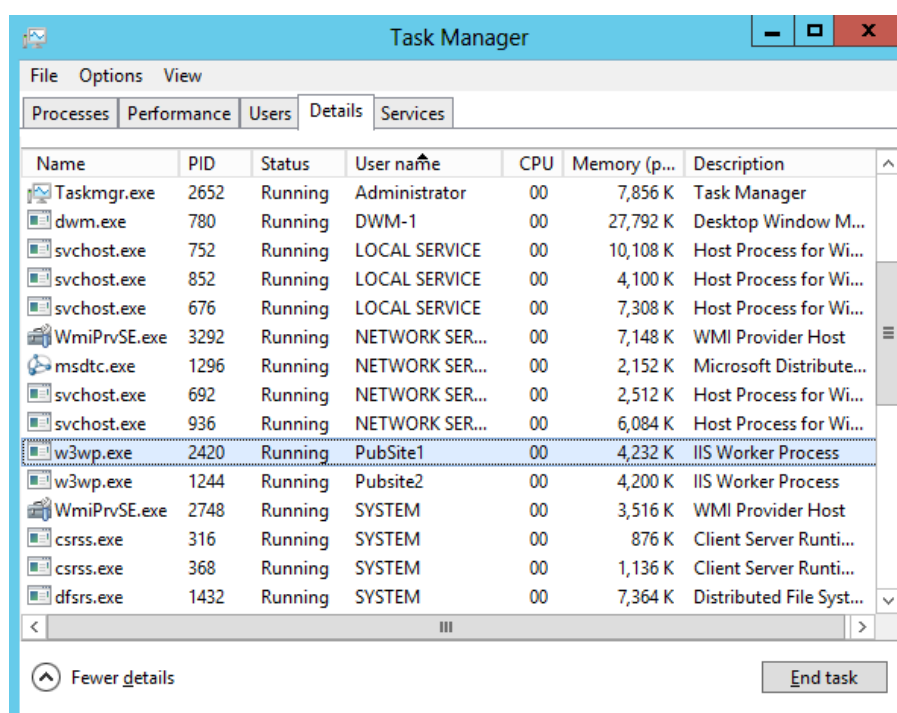 Task Manager
File Options View
Processes Performance Users Details Services
Name PID Status User name CPU Memory (p... Description
Taskmgr.exe 2652 Running Administrator 00 7,856 K Task Manager
dwm.exe 780 Running DWM-1 00 27,792 K Desktop Window M...
svchost.exe 752 Running LOCAL SERVICE 00 10,108 K Host Process for Wi...
svchost.exe 852 Running LOCAL SERVICE 00 4,100 K Host Process for Wi...
svchost.exe 676 Running LOCAL SERVICE 00 7,308 K Host Process for Wi...
WmiPrvSE.exe 3292 Running NETWORK SER... 00 7,148 K WMI Provider Host
msdtc.exe 1296 Running NETWORK SER... 00 2,152 K Microsoft Distribute...
svchost.exe 692 Running NETWORK SER... 00 2,512 K Host Process for Wi...
svchost.exe 936 Running NETWORK SER... 00 6,084 K Host Process for Wi...
w3wp.exe 2420 Running PubSite1 00 4,232 K IIS Worker Process
w3wp.exe 1244 Running Pubsite2 00 4,200 K IIS Worker Process
WmiPrvSE.exe 2748 Running SYSTEM 00 3,516 K WMI Provider Host
csrss.exe 316 Running SYSTEM 00 876 K Client Server Runti...
csrss.exe 368 Running SYSTEM 00 1,136 K Client Server Runti...
dfsrs.exe 1432 Running SYSTEM 00 7,364 K Distributed File Syst...
Fewer details End task